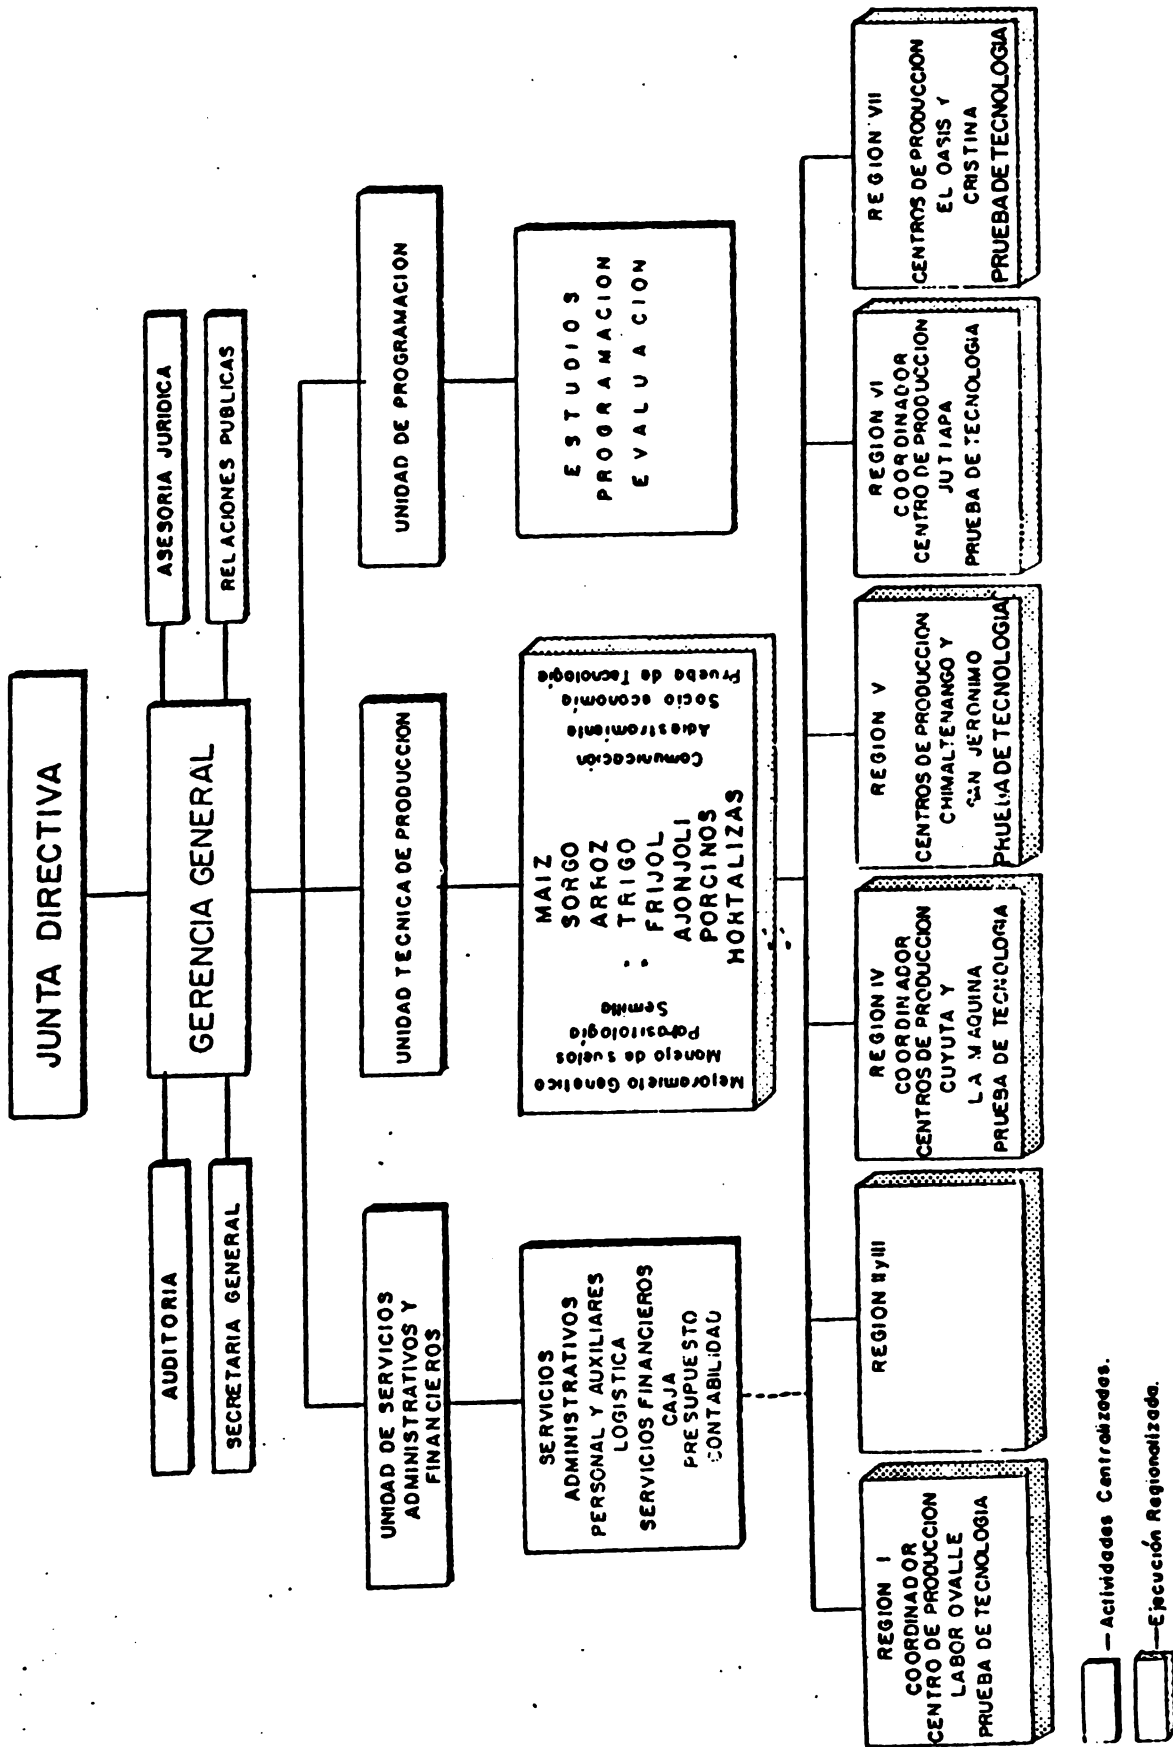 JUNTA DIRECTIVA
GERENCIA GENERAL
AUDITORIA
SECRETARIA GENERAL
ASESORIA JURIDICA
RELACIONES PUBLICAS
UNIDAD DE SERVICIOS
ADMINISTRATIVOS Y
FINANCIEROS
UNIDAD TECNICA DE PRODUCCION
UNIDAD DE PROGRAMACION
SERVICIOS
ADMINISTRATIVOS
PERSONAL Y AUXILIARES
LOGISTICA
SERVICIOS FINANCIEROS
CAJA
PRESUPUESTO
CONTABILIDAD
Mejoramieto Genetico
Manejo de suelos
Parasitología
Semilla
MAIZ
SORGO
ARROZ
TRIGO
FRIJOL
AJONJOLI
PORCINOS
HORTALIZAS
Comunicación
Adiestramiento
Socio economía
Prueba de Tecnología
ESTUDIOS
PROGRAMACION
EVALUACION
REGION I
COORDINADOR
CENTRO DE PRODUCCION
LABOR OVALLE
PRUEBA DE TECNOLOGIA
REGION II y III
REGION IV
COORDINADOR
CENTROS DE PRODUCCION
CUYUTA Y
LA MAQUINA
PRUEBA DE TECNOLOGIA
REGION V
CENTROS DE PRODUCCION
CHIMALTENANGO Y
SAN JERONIMO
PRUEBA DE TECNOLOGIA
REGION VI
COORDINADOR
CENTRO DE PRODUCCION
JUTIAPA
PRUEBA DE TECNOLOGIA
REGION VII
CENTROS DE PRODUCCION
EL OASIS Y
CRISTINA
PRUEBA DE TECNOLOGIA
— Actividades Centralizadas.
— Ejecución Regionalizada.